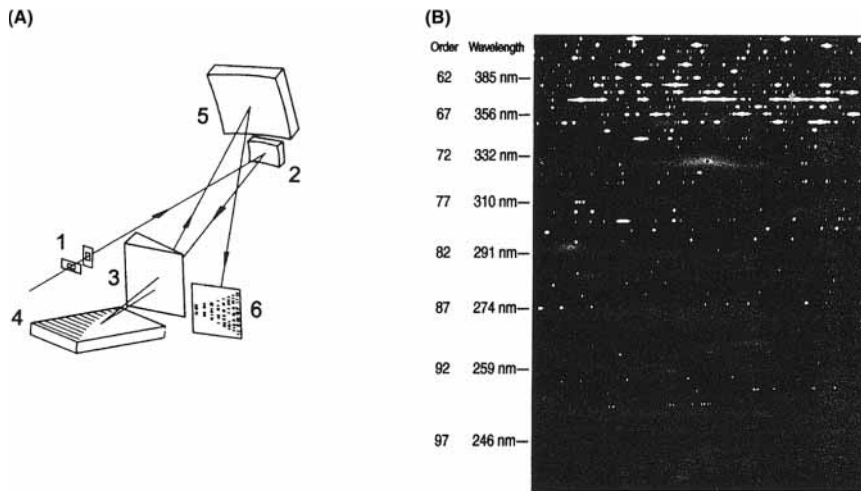 (A)
5
2
1
3
4
6
(B)
Order Wavelength
62 385 nm
67 356 nm
72 332 nm
77 310 nm
82 291 nm
87 274 nm
92 259 nm
97 246 nm